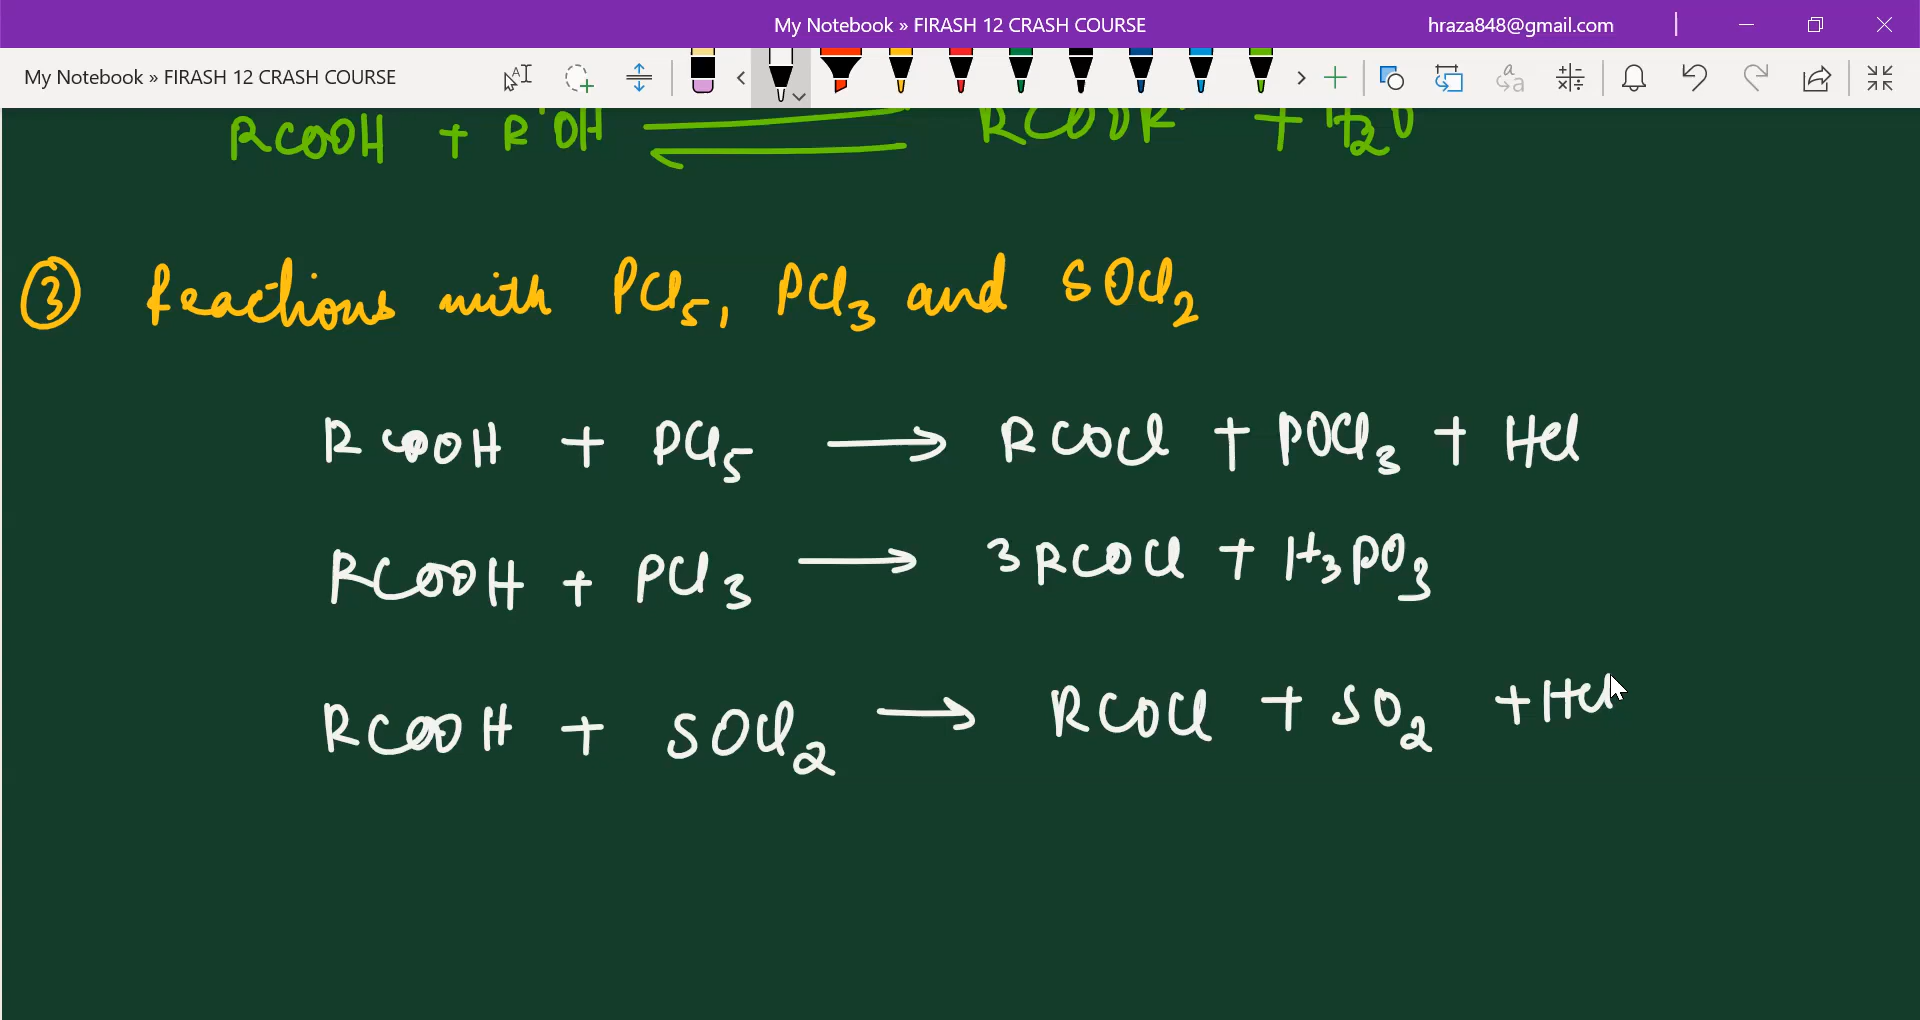 My Notebook » FIRASH 12 CRASH COURSE
hraza848@gmail.com
My Notebook » FIRASH 12 CRASH COURSE
RCOOH + R'OH ⇌ RCOOR' + H2O
③ Reactions with PCl5, PCl3 and SOCl2
RCOOH + PCl5 → RCOCl + POCl3 + HCl
RCOOH + PCl3 → 3RCOCl + H3PO3
RCOOH + SOCl2 → RCOCl + SO2 + HCl